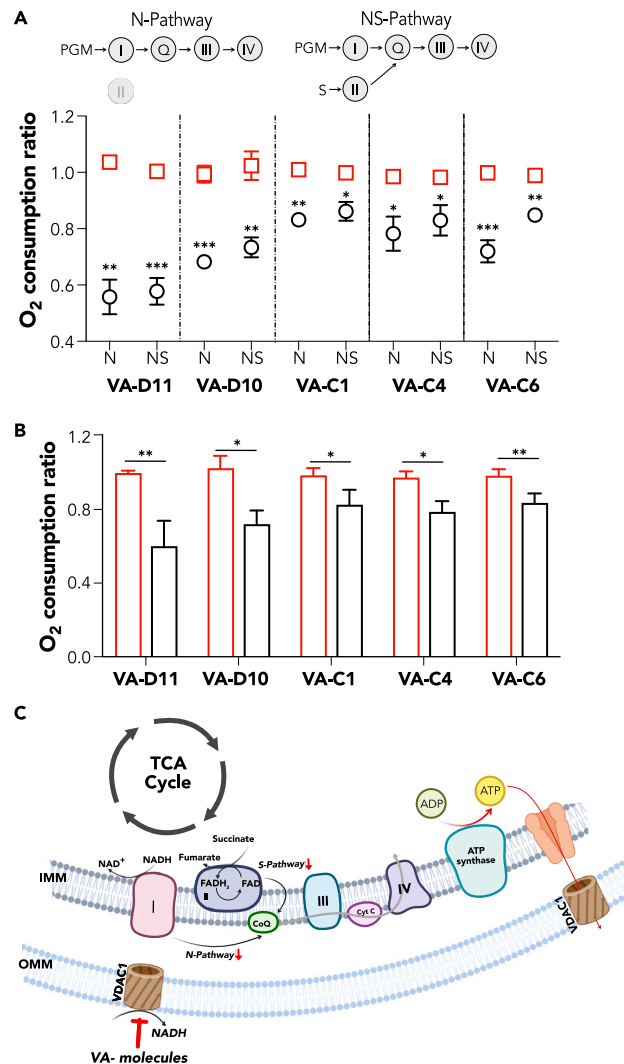 A
N-Pathway
NS-Pathway
PGM I Q III IV
II
PGM I Q III IV
S II
O2 consumption ratio
1.2
1.0
0.8
0.6
0.4
** *** *** ** ** * * * *** **
N NS N NS N NS N NS N NS
VA-D11 VA-D10 VA-C1 VA-C4 VA-C6
B
O2 consumption ratio
1.2
0.8
0.4
0.0
** * * * **
VA-D11 VA-D10 VA-C1 VA-C4 VA-C6
C
TCA
Cycle
ADP
ATP
ATP
synthase
Succinate
Fumarate
NAD+
NADH
S-Pathway
IMM
I
FADH2
FAD
II
CoQ
III
Cyt C
IV
VDAC1
N-Pathway
OMM
VDAC1
NADH
VA- molecules